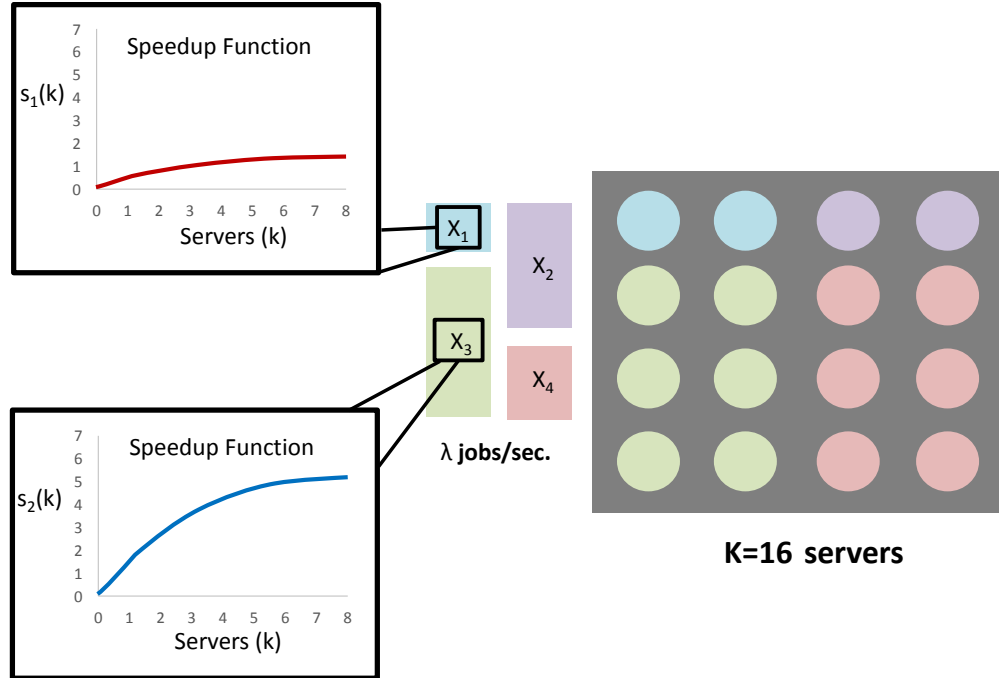 Speedup Function
s₁(k)
7
6
5
4
3
2
1
0
0 1 2 3 4 5 6 7 8
Servers (k)
X₁
X₂
X₃
X₄
λ jobs/sec.
Speedup Function
s₂(k)
7
6
5
4
3
2
1
0
0 1 2 3 4 5 6 7 8
Servers (k)
K=16 servers